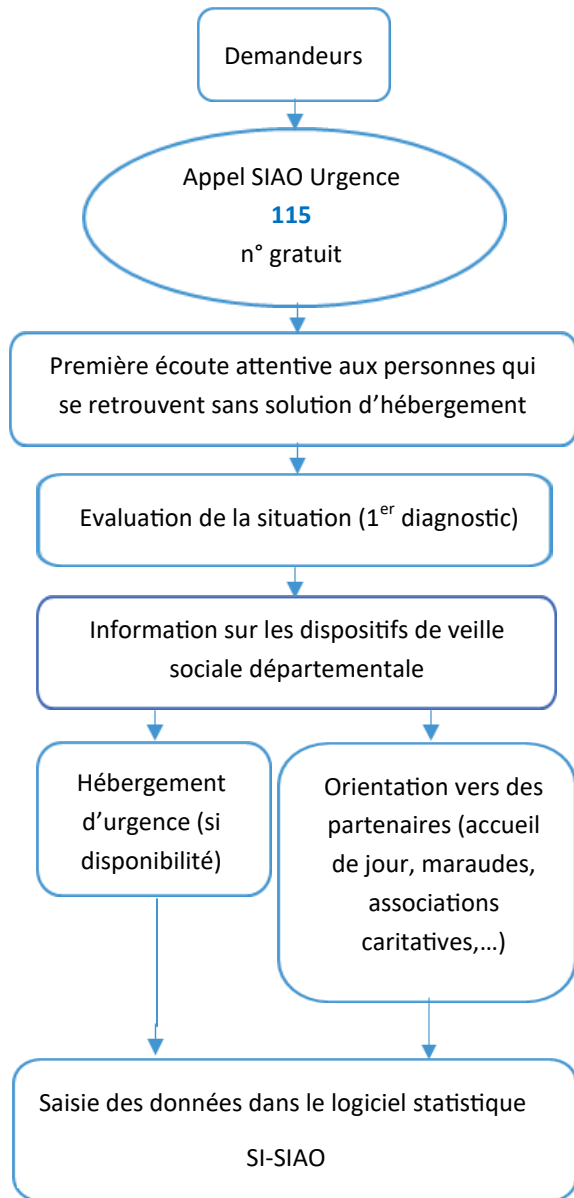 Demandeurs
Appel SIAO Urgence
115
n° gratuit
Première écoute attentive aux personnes qui
se retrouvent sans solution d’hébergement
Evaluation de la situation (1er diagnostic)
Information sur les dispositifs de veille
sociale départementale
Hébergement
d’urgence (si
disponibilité)
Orientation vers des
partenaires (accueil
de jour, maraudes,
associations
caritatives,…)
Saisie des données dans le logiciel statistique
SI-SIAO